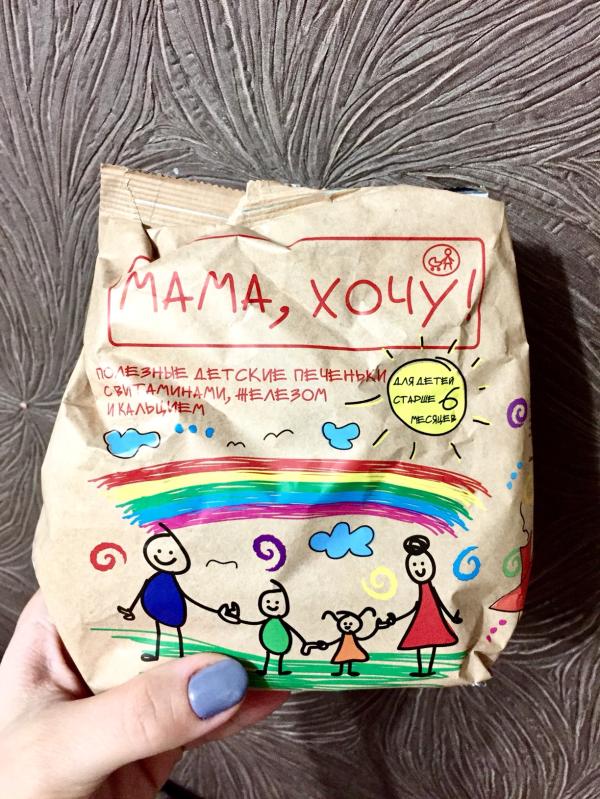 МАМА, ХОЧУ!
ПОЛЕЗНЫЕ ДЕТСКИЕ ПЕЧЕНЬКИ
С ВИТАМИНАМИ, ЖЕЛЕЗОМ
И КАЛЬЦИЕМ
ДЛЯ ДЕТЕЙ
СТАРШЕ 6
МЕСЯЦЕВ